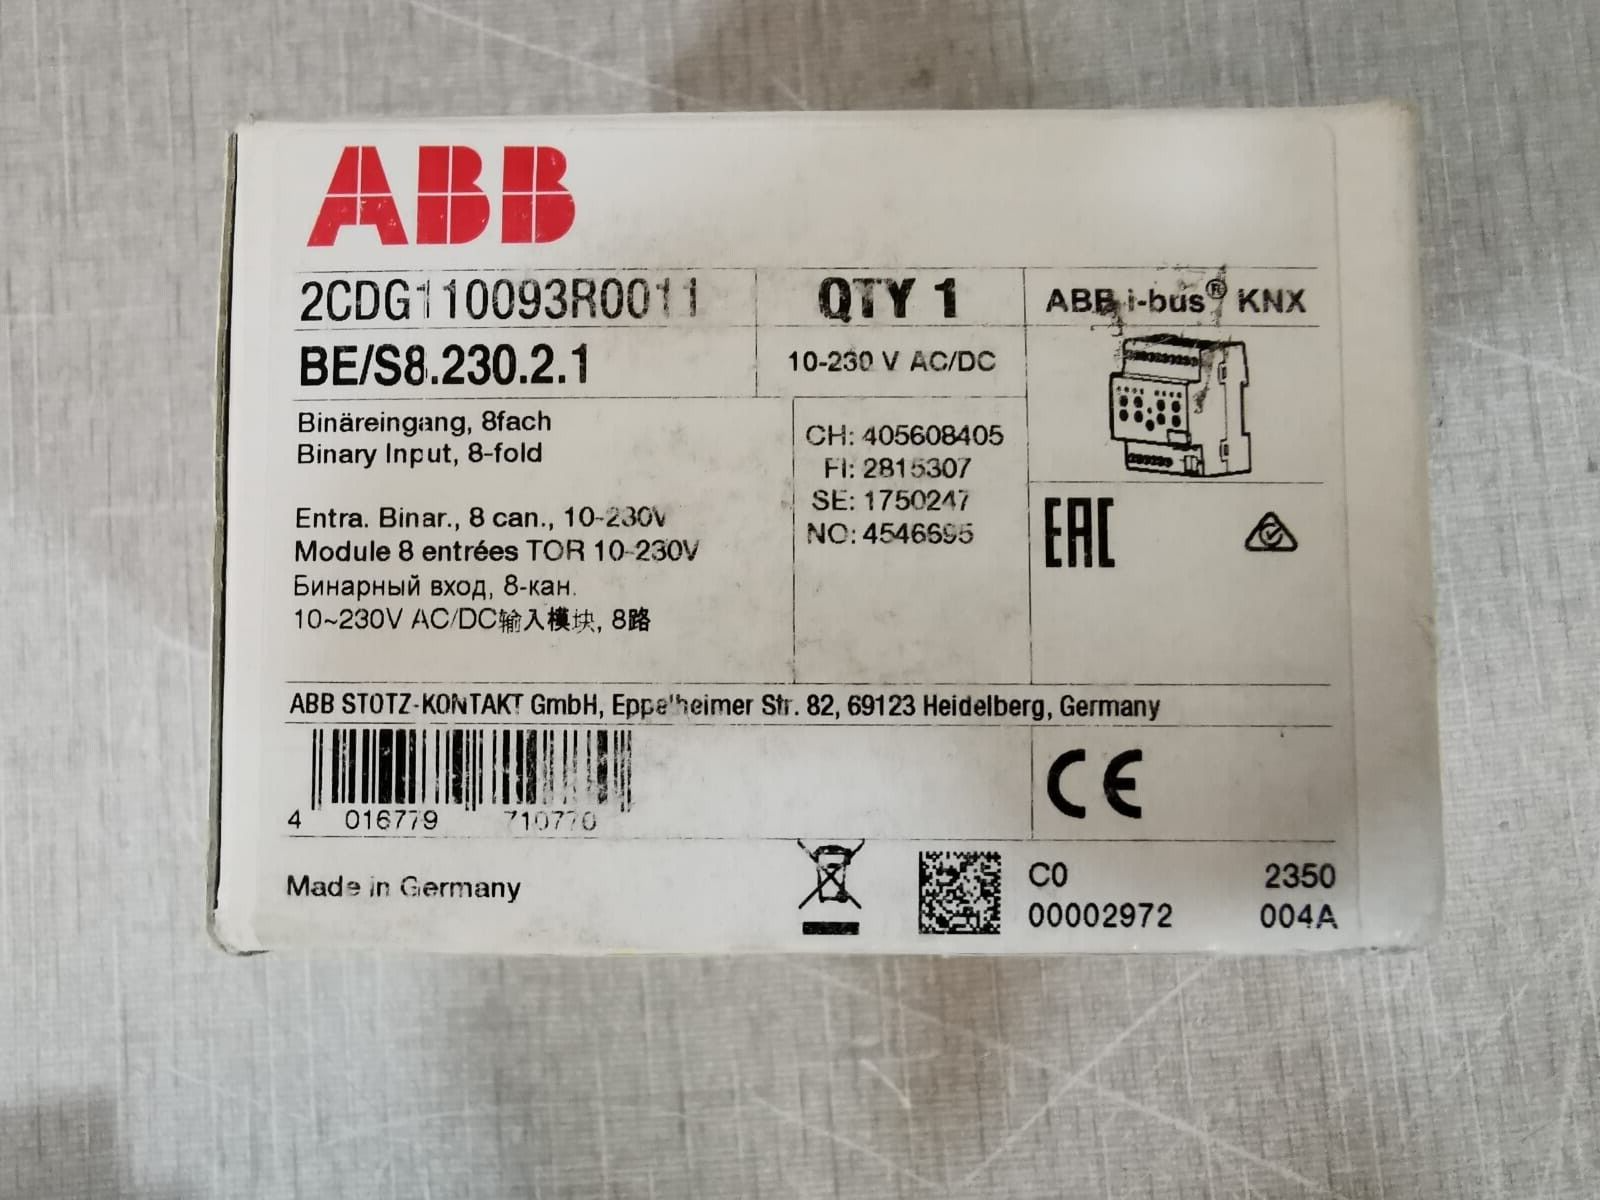 ABB
2CDG110093R0011
QTY 1
ABB i-bus® KNX
BE/S8.230.2.1
10-230 V AC/DC
Binäreingang, 8fach
Binary Input, 8-fold
Entra. Binar., 8 can., 10-230V
Module 8 entrées TOR 10-230V
Бинарный вход, 8-кан.
10~230V AC/DC输入模块, 8路
CH: 405608405
FI: 2815307
SE: 1750247
NO: 4546695
EAC
ABB STOTZ-KONTAKT GmbH, Eppelheimer Str. 82, 69123 Heidelberg, Germany
4 016779 710770
CE
Made in Germany
C0 2350
00002972 004A